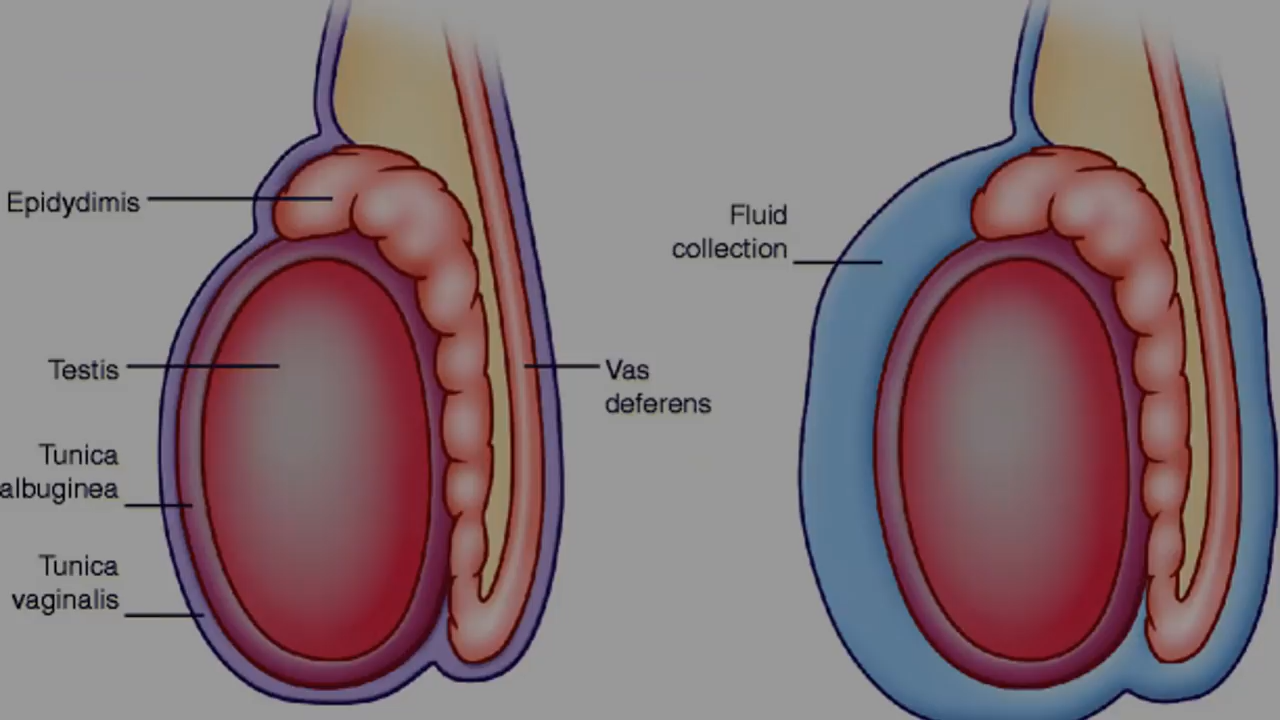 Epidydimis
Testis
Tunica
albuginea
Tunica
vaginalis
Vas
deferens
Fluid
collection